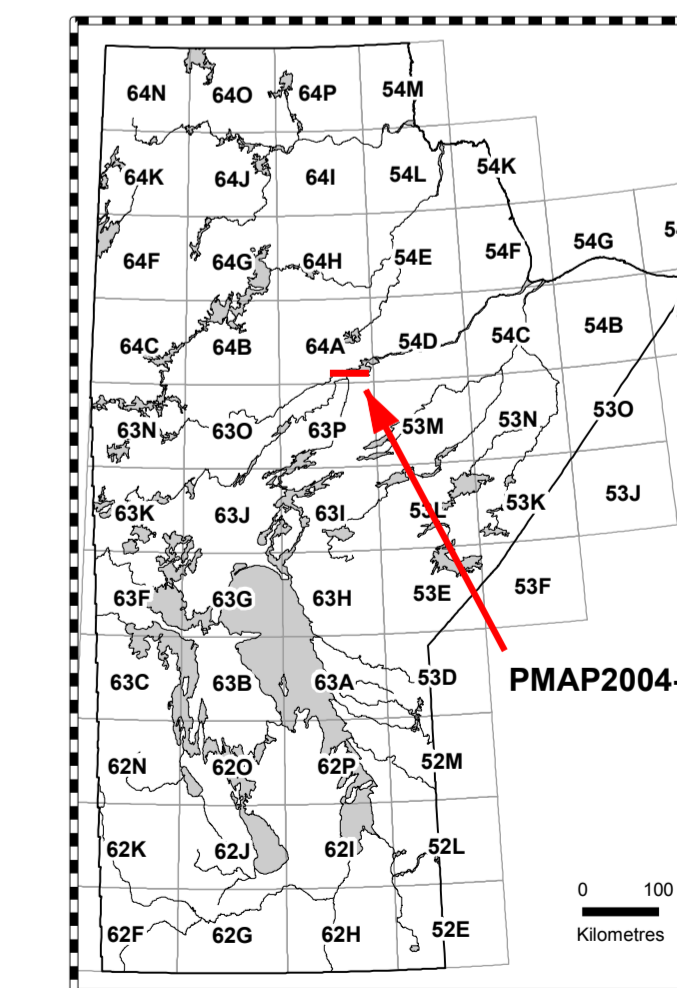 64N 64O 64P 54M
64K 64J 64I 54L 54K
64F 64G 64H 54E 54F 54G
64C 64B 64A 54D 54C 54B
63N 63O 63P 53M 53N 53O
63K 63J 63I 53L 53K 53J
63F 63G 63H 53E 53F
63C 63B 63A 53D
PMAP2004-
62N 62O 62P 52M
62K 62J 62I 52L
0 100
Kilometres
62F 62G 62H 52E